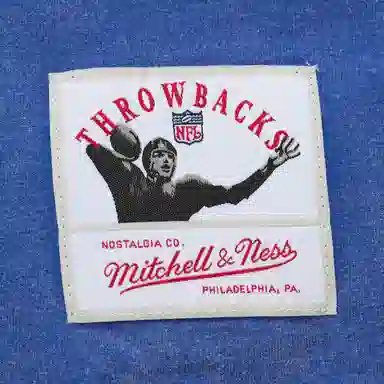 THROWBACKS
NFL
NOSTALGIA CO.
Mitchell & Ness
PHILADELPHIA, PA.